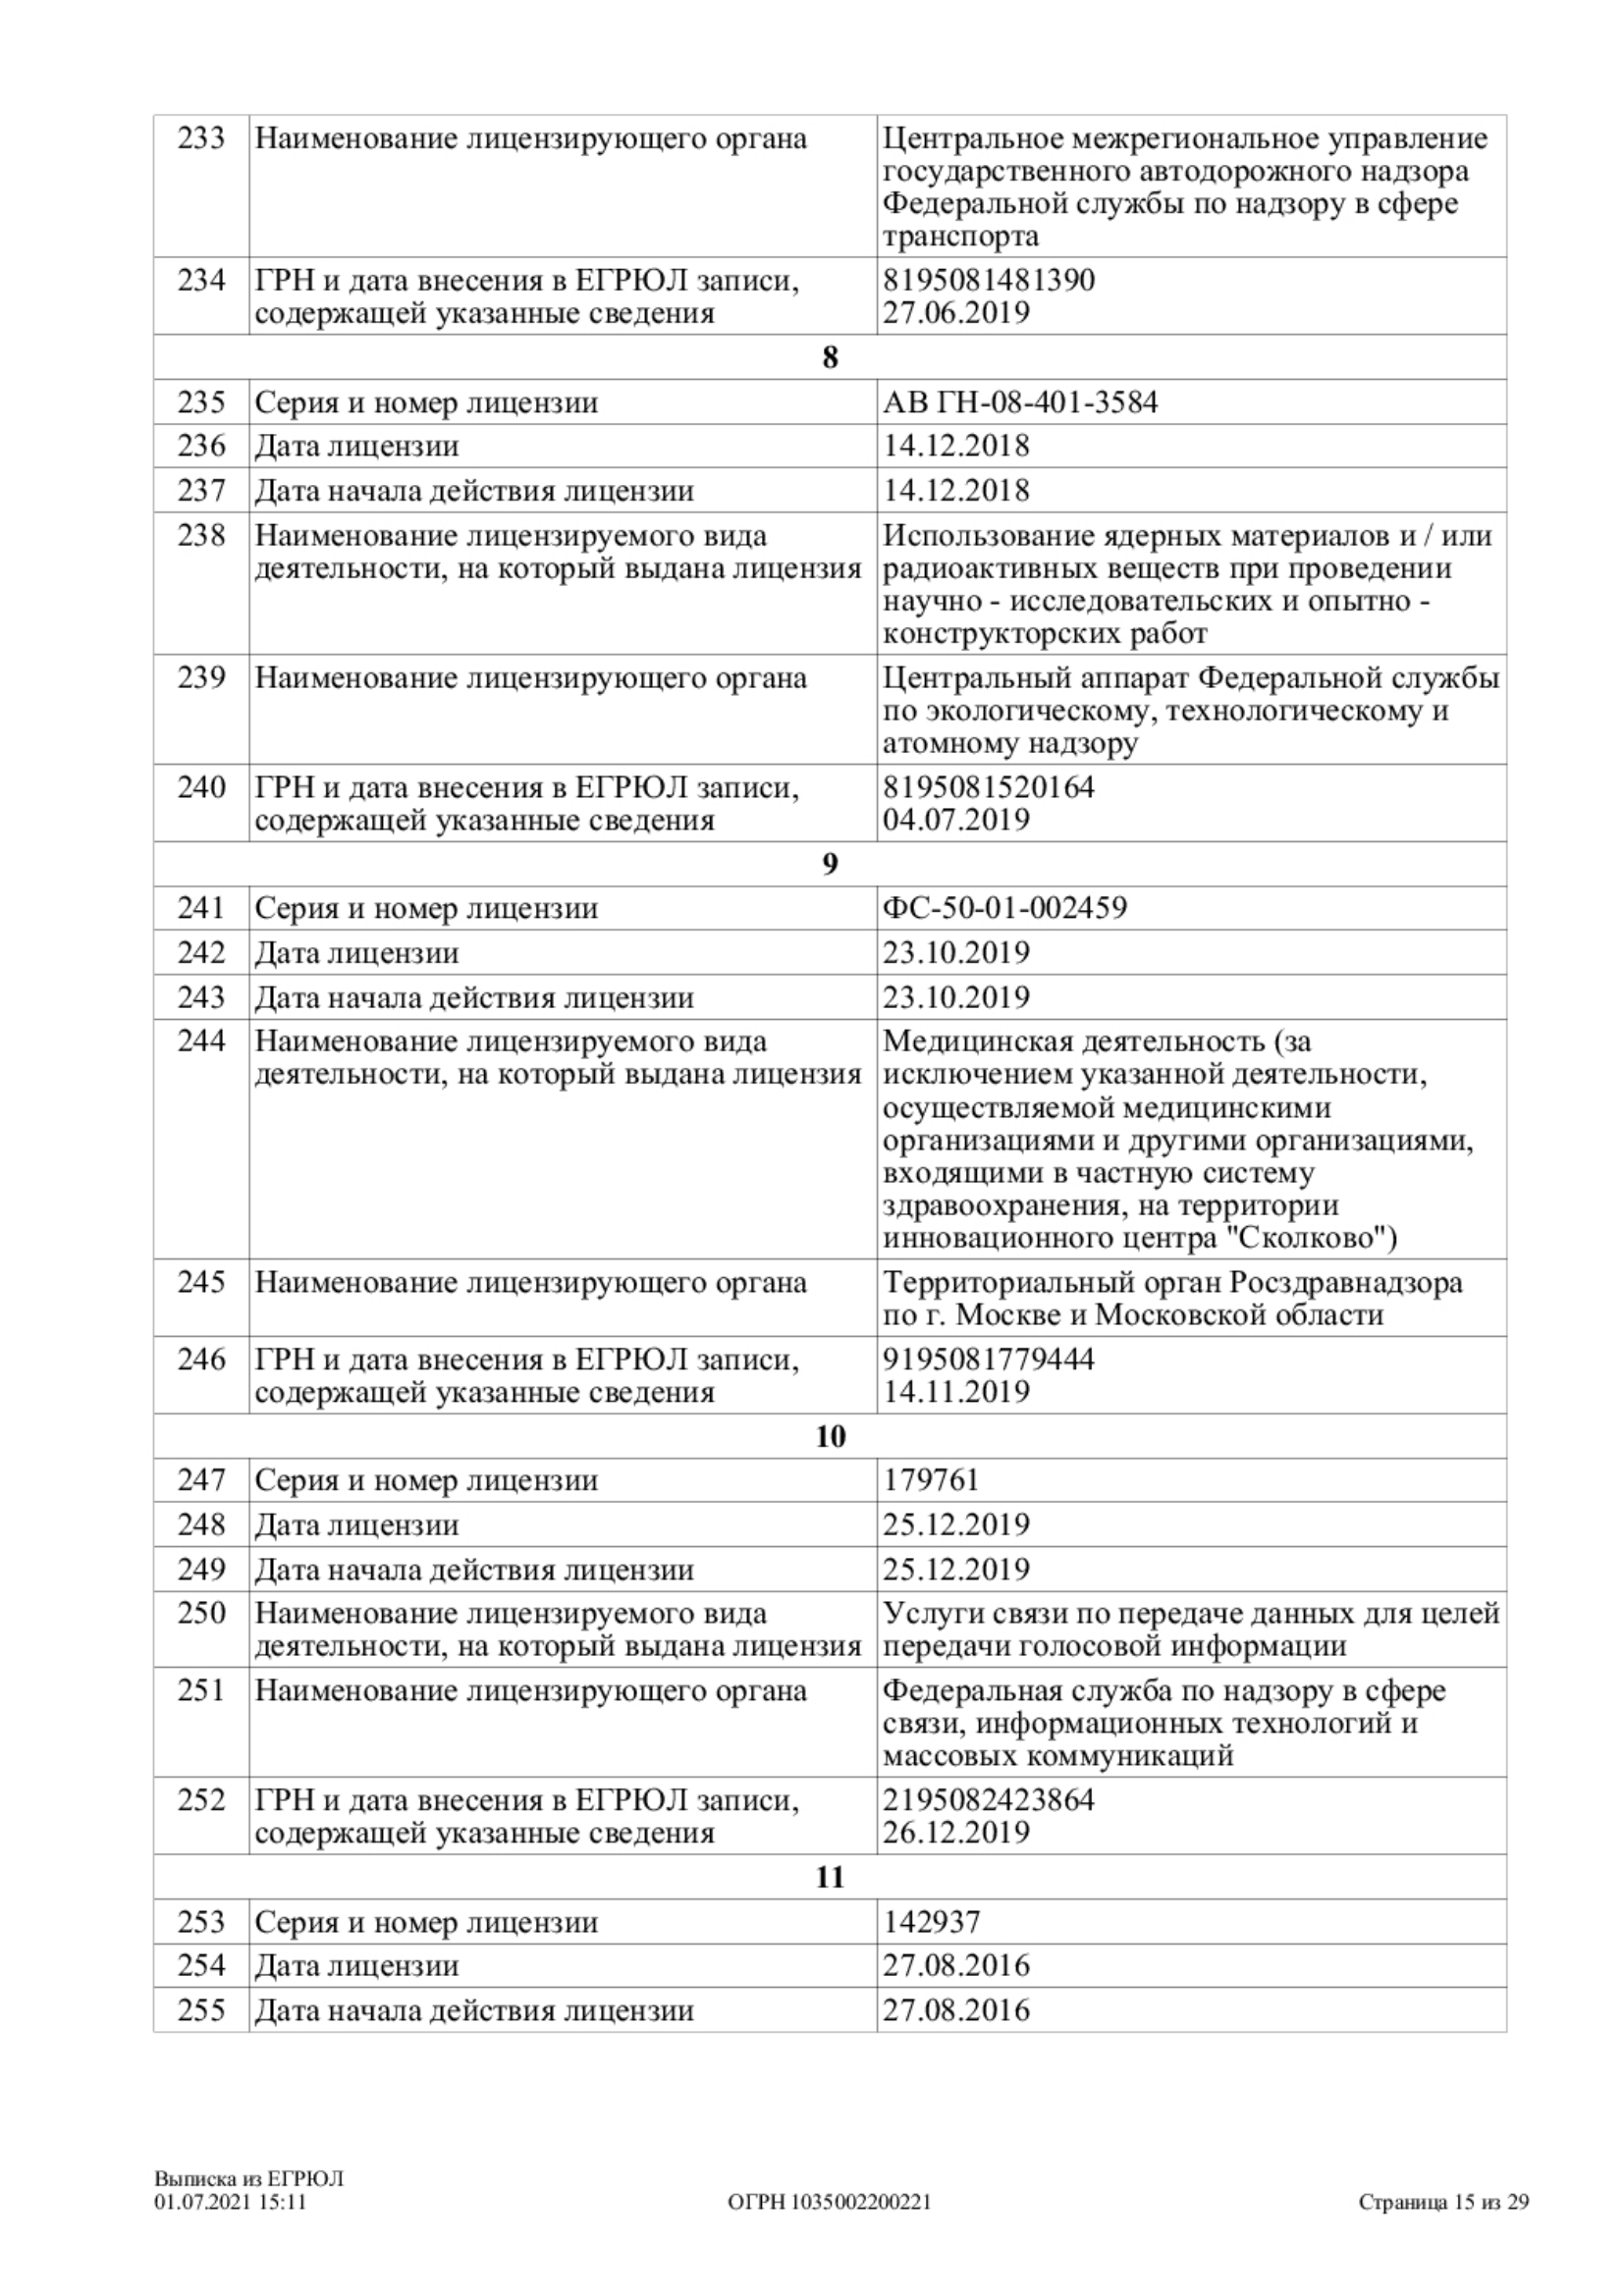 233 Наименование лицензирующего органа Центральное межрегиональное управление
государственного автодорожного надзора
Федеральной службы по надзору в сфере
транспорта
234 ГРН и дата внесения в ЕГРЮЛ записи, 8195081481390
содержащей указанные сведения 27.06.2019
8
235 Серия и номер лицензии АВ ГН-08-401-3584
236 Дата лицензии 14.12.2018
237 Дата начала действия лицензии 14.12.2018
238 Наименование лицензируемого вида Использование ядерных материалов и / или
деятельности, на который выдана лицензия радиоактивных веществ при проведении
научно - исследовательских и опытно -
конструкторских работ
239 Наименование лицензирующего органа Центральный аппарат Федеральной службы
по экологическому, технологическому и
атомному надзору
240 ГРН и дата внесения в ЕГРЮЛ записи, 8195081520164
содержащей указанные сведения 04.07.2019
9
241 Серия и номер лицензии ФС-50-01-002459
242 Дата лицензии 23.10.2019
243 Дата начала действия лицензии 23.10.2019
244 Наименование лицензируемого вида Медицинская деятельность (за
деятельности, на который выдана лицензия исключением указанной деятельности,
осуществляемой медицинскими
организациями и другими организациями,
входящими в частную систему
здравоохранения, на территории
инновационного центра "Сколково")
245 Наименование лицензирующего органа Территориальный орган Росздравнадзора
по г. Москве и Московской области
246 ГРН и дата внесения в ЕГРЮЛ записи, 9195081779444
содержащей указанные сведения 14.11.2019
10
247 Серия и номер лицензии 179761
248 Дата лицензии 25.12.2019
249 Дата начала действия лицензии 25.12.2019
250 Наименование лицензируемого вида Услуги связи по передаче данных для целей
деятельности, на который выдана лицензия передачи голосовой информации
251 Наименование лицензирующего органа Федеральная служба по надзору в сфере
связи, информационных технологий и
массовых коммуникаций
252 ГРН и дата внесения в ЕГРЮЛ записи, 2195082423864
содержащей указанные сведения 26.12.2019
11
253 Серия и номер лицензии 142937
254 Дата лицензии 27.08.2016
255 Дата начала действия лицензии 27.08.2016
Выписка из ЕГРЮЛ
01.07.2021 15:11 ОГРН 1035002200221 Страница 15 из 29